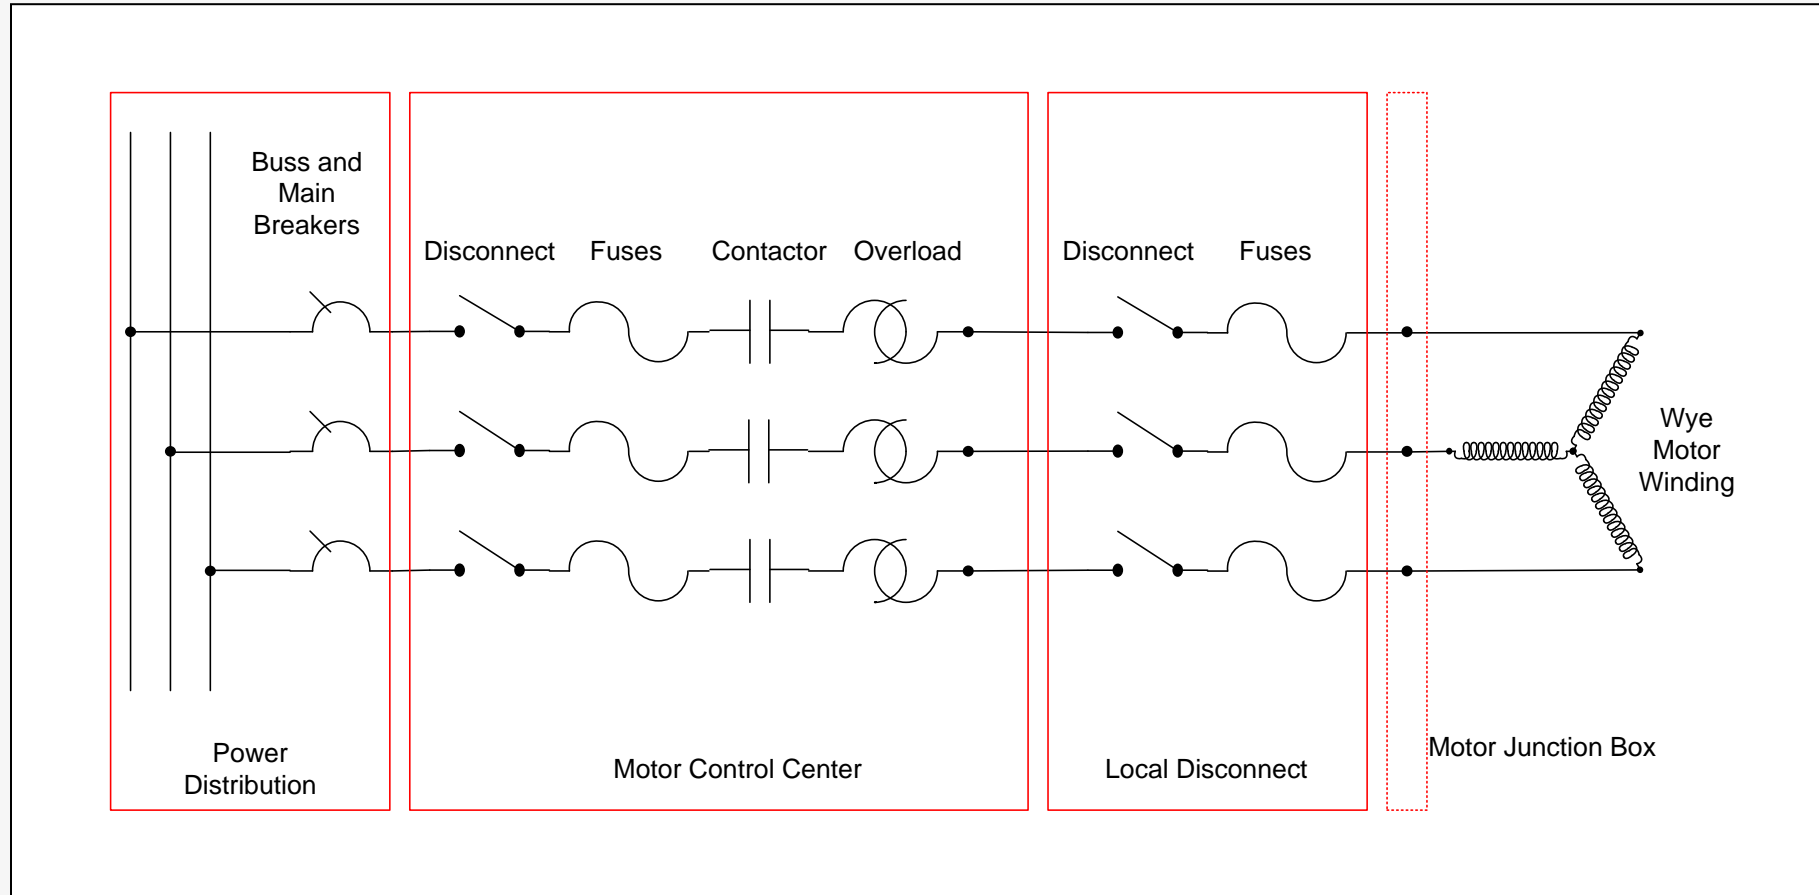 Buss and
Main
Breakers
Disconnect
Fuses
Contactor
Overload
Disconnect
Fuses
Wye
Motor
Winding
Power
Distribution
Motor Control Center
Local Disconnect
Motor Junction Box